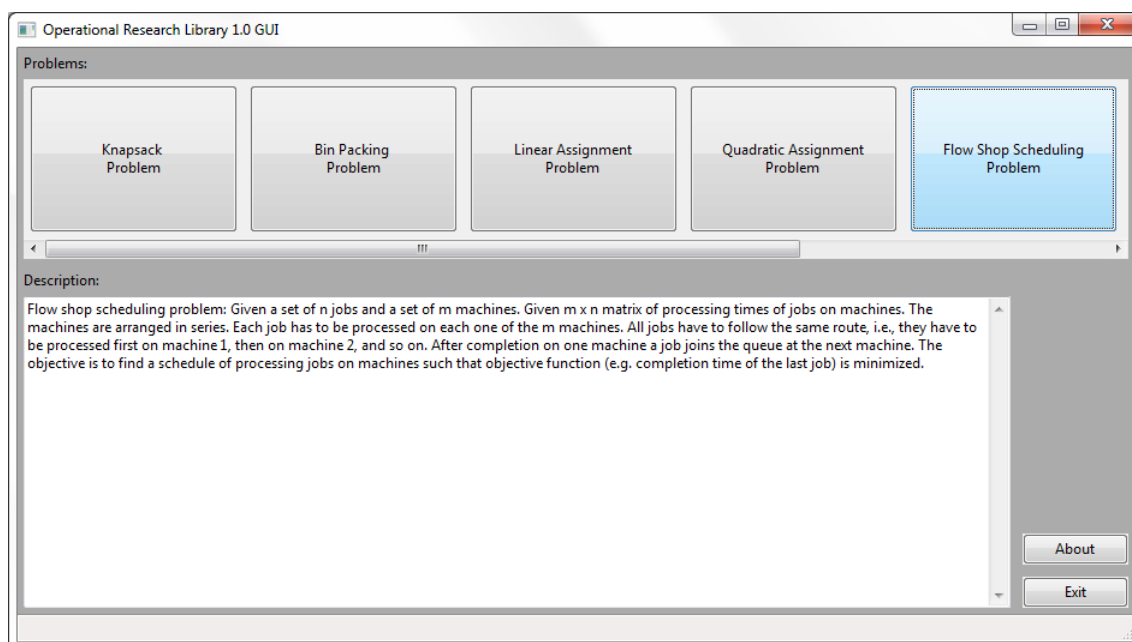 Operational Research Library 1.0 GUI
Problems:
Knapsack
Problem
Bin Packing
Problem
Linear Assignment
Problem
Quadratic Assignment
Problem
Flow Shop Scheduling
Problem
Description:
Flow shop scheduling problem: Given a set of n jobs and a set of m machines. Given m x n matrix of processing times of jobs on machines. The
machines are arranged in series. Each job has to be processed on each one of the m machines. All jobs have to follow the same route, i.e., they have to
be processed first on machine 1, then on machine 2, and so on. After completion on one machine a job joins the queue at the next machine. The
objective is to find a schedule of processing jobs on machines such that objective function (e.g. completion time of the last job) is minimized.
About
Exit